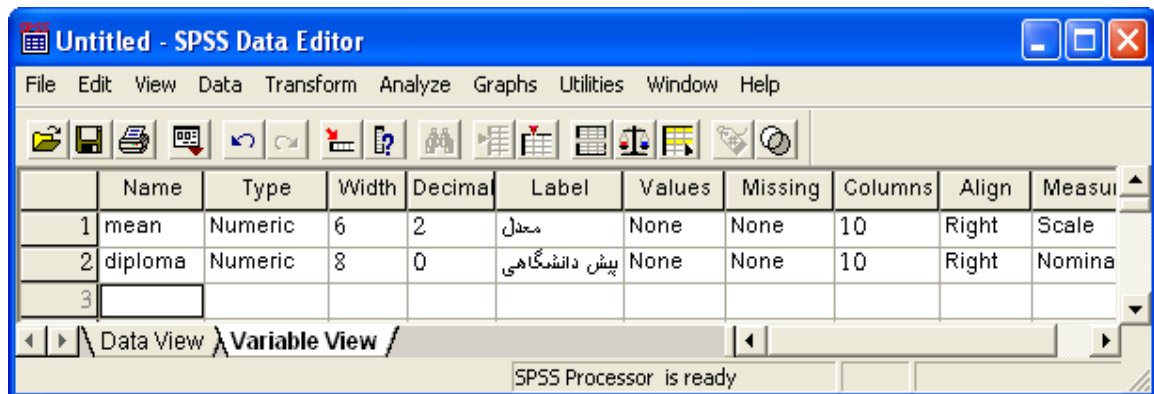 Untitled - SPSS Data Editor
File Edit View Data Transform Analyze Graphs Utilities Window Help
Name Type Width Decimal Label Values Missing Columns Align Measu
1 mean Numeric 6 2 معدل None None 10 Right Scale
2 diploma Numeric 8 0 پیش دانشگاهی None None 10 Right Nomina
3
Data View Variable View
SPSS Processor is ready